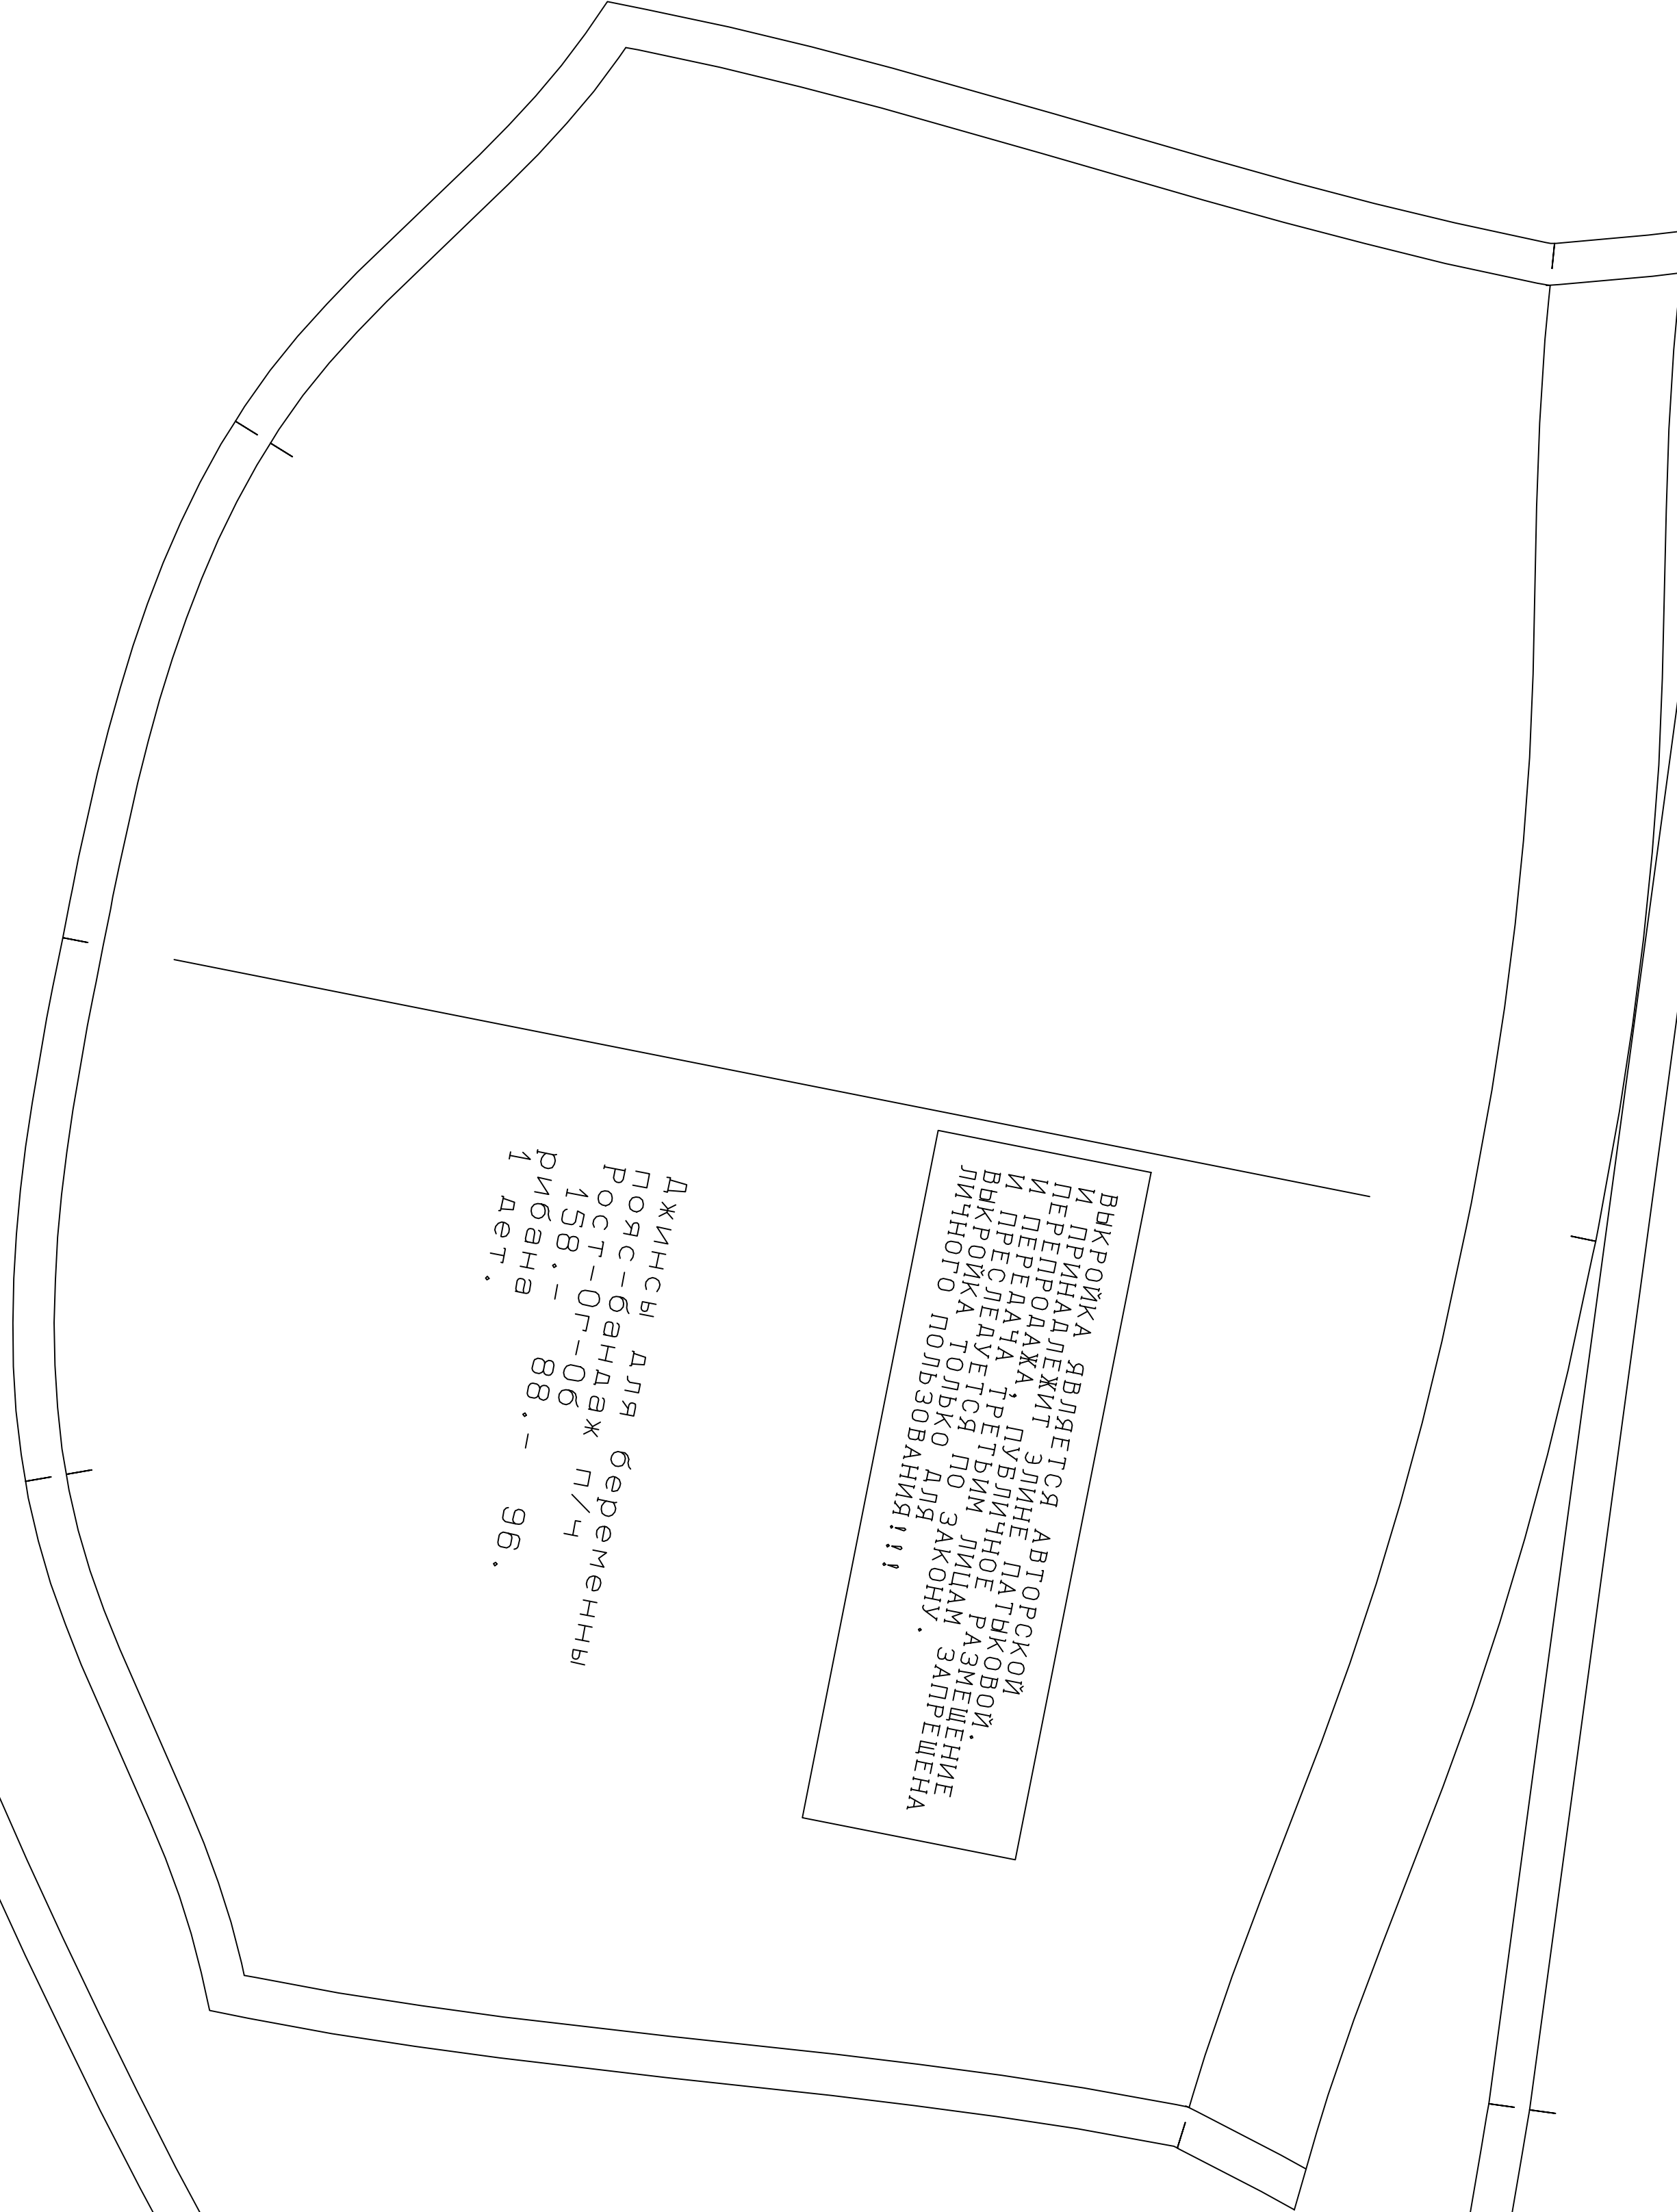 Джинсы для беременны
Пояс-бандаж п/ч
Рост-Ог-Об
158.- 88.- 96.
рибана
1 дет.
ВЫКРОЙКА ЯВЛЯЕТСЯ АВТОРСКОЙ
И ПРИНАДЛЕЖИТ ЭЛИНЕ ПАТЫКОВОЙ.
ПЕРЕПРОДАЖА, ПУБЛИЧНОЕ РАЗМЕЩЕНИЕ
И ПЕРЕДАЧА ТРЕТЬИМ ЛИЦАМ ЗАПРЕЩЕНА
И ПРЕСЛЕДУЕТСЯ ПО ЗАКОНУ.
ВЫКРОЙКА ТОЛЬКО ДЛЯ
ЛИЧНОГО ПОЛЬЗОВАНИЯ!!!